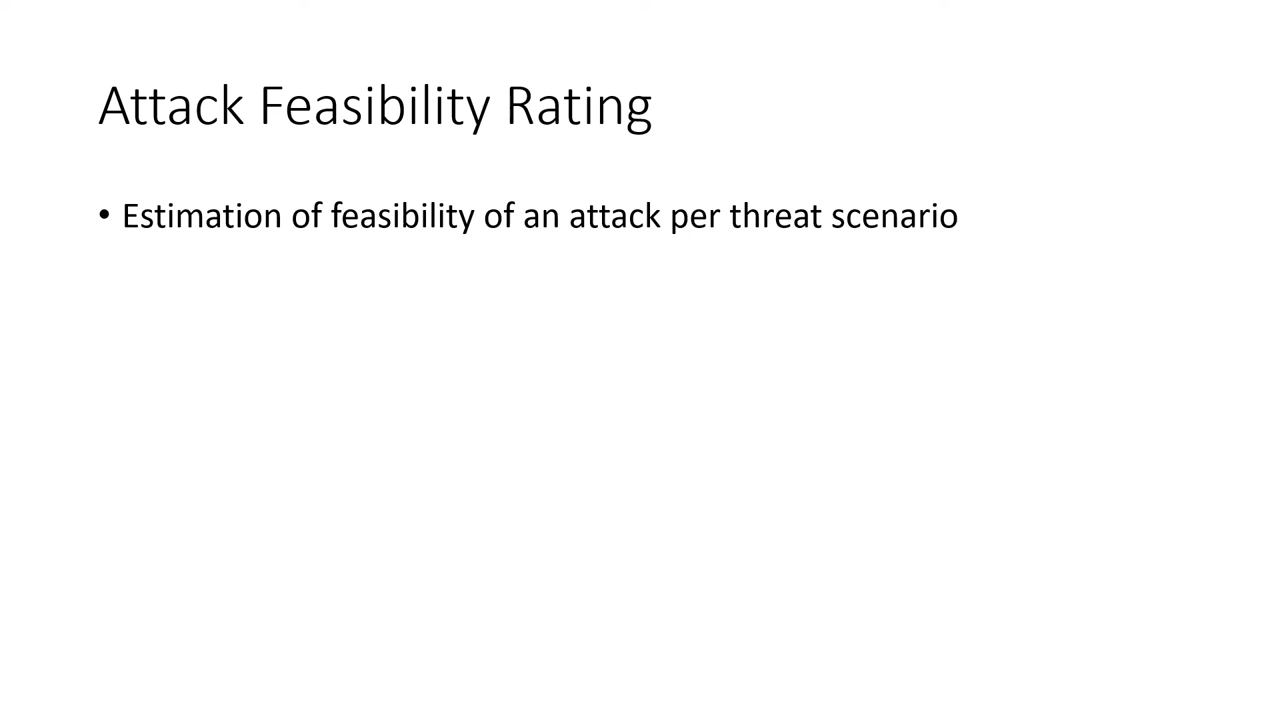 Attack Feasibility Rating
• Estimation of feasibility of an attack per threat scenario